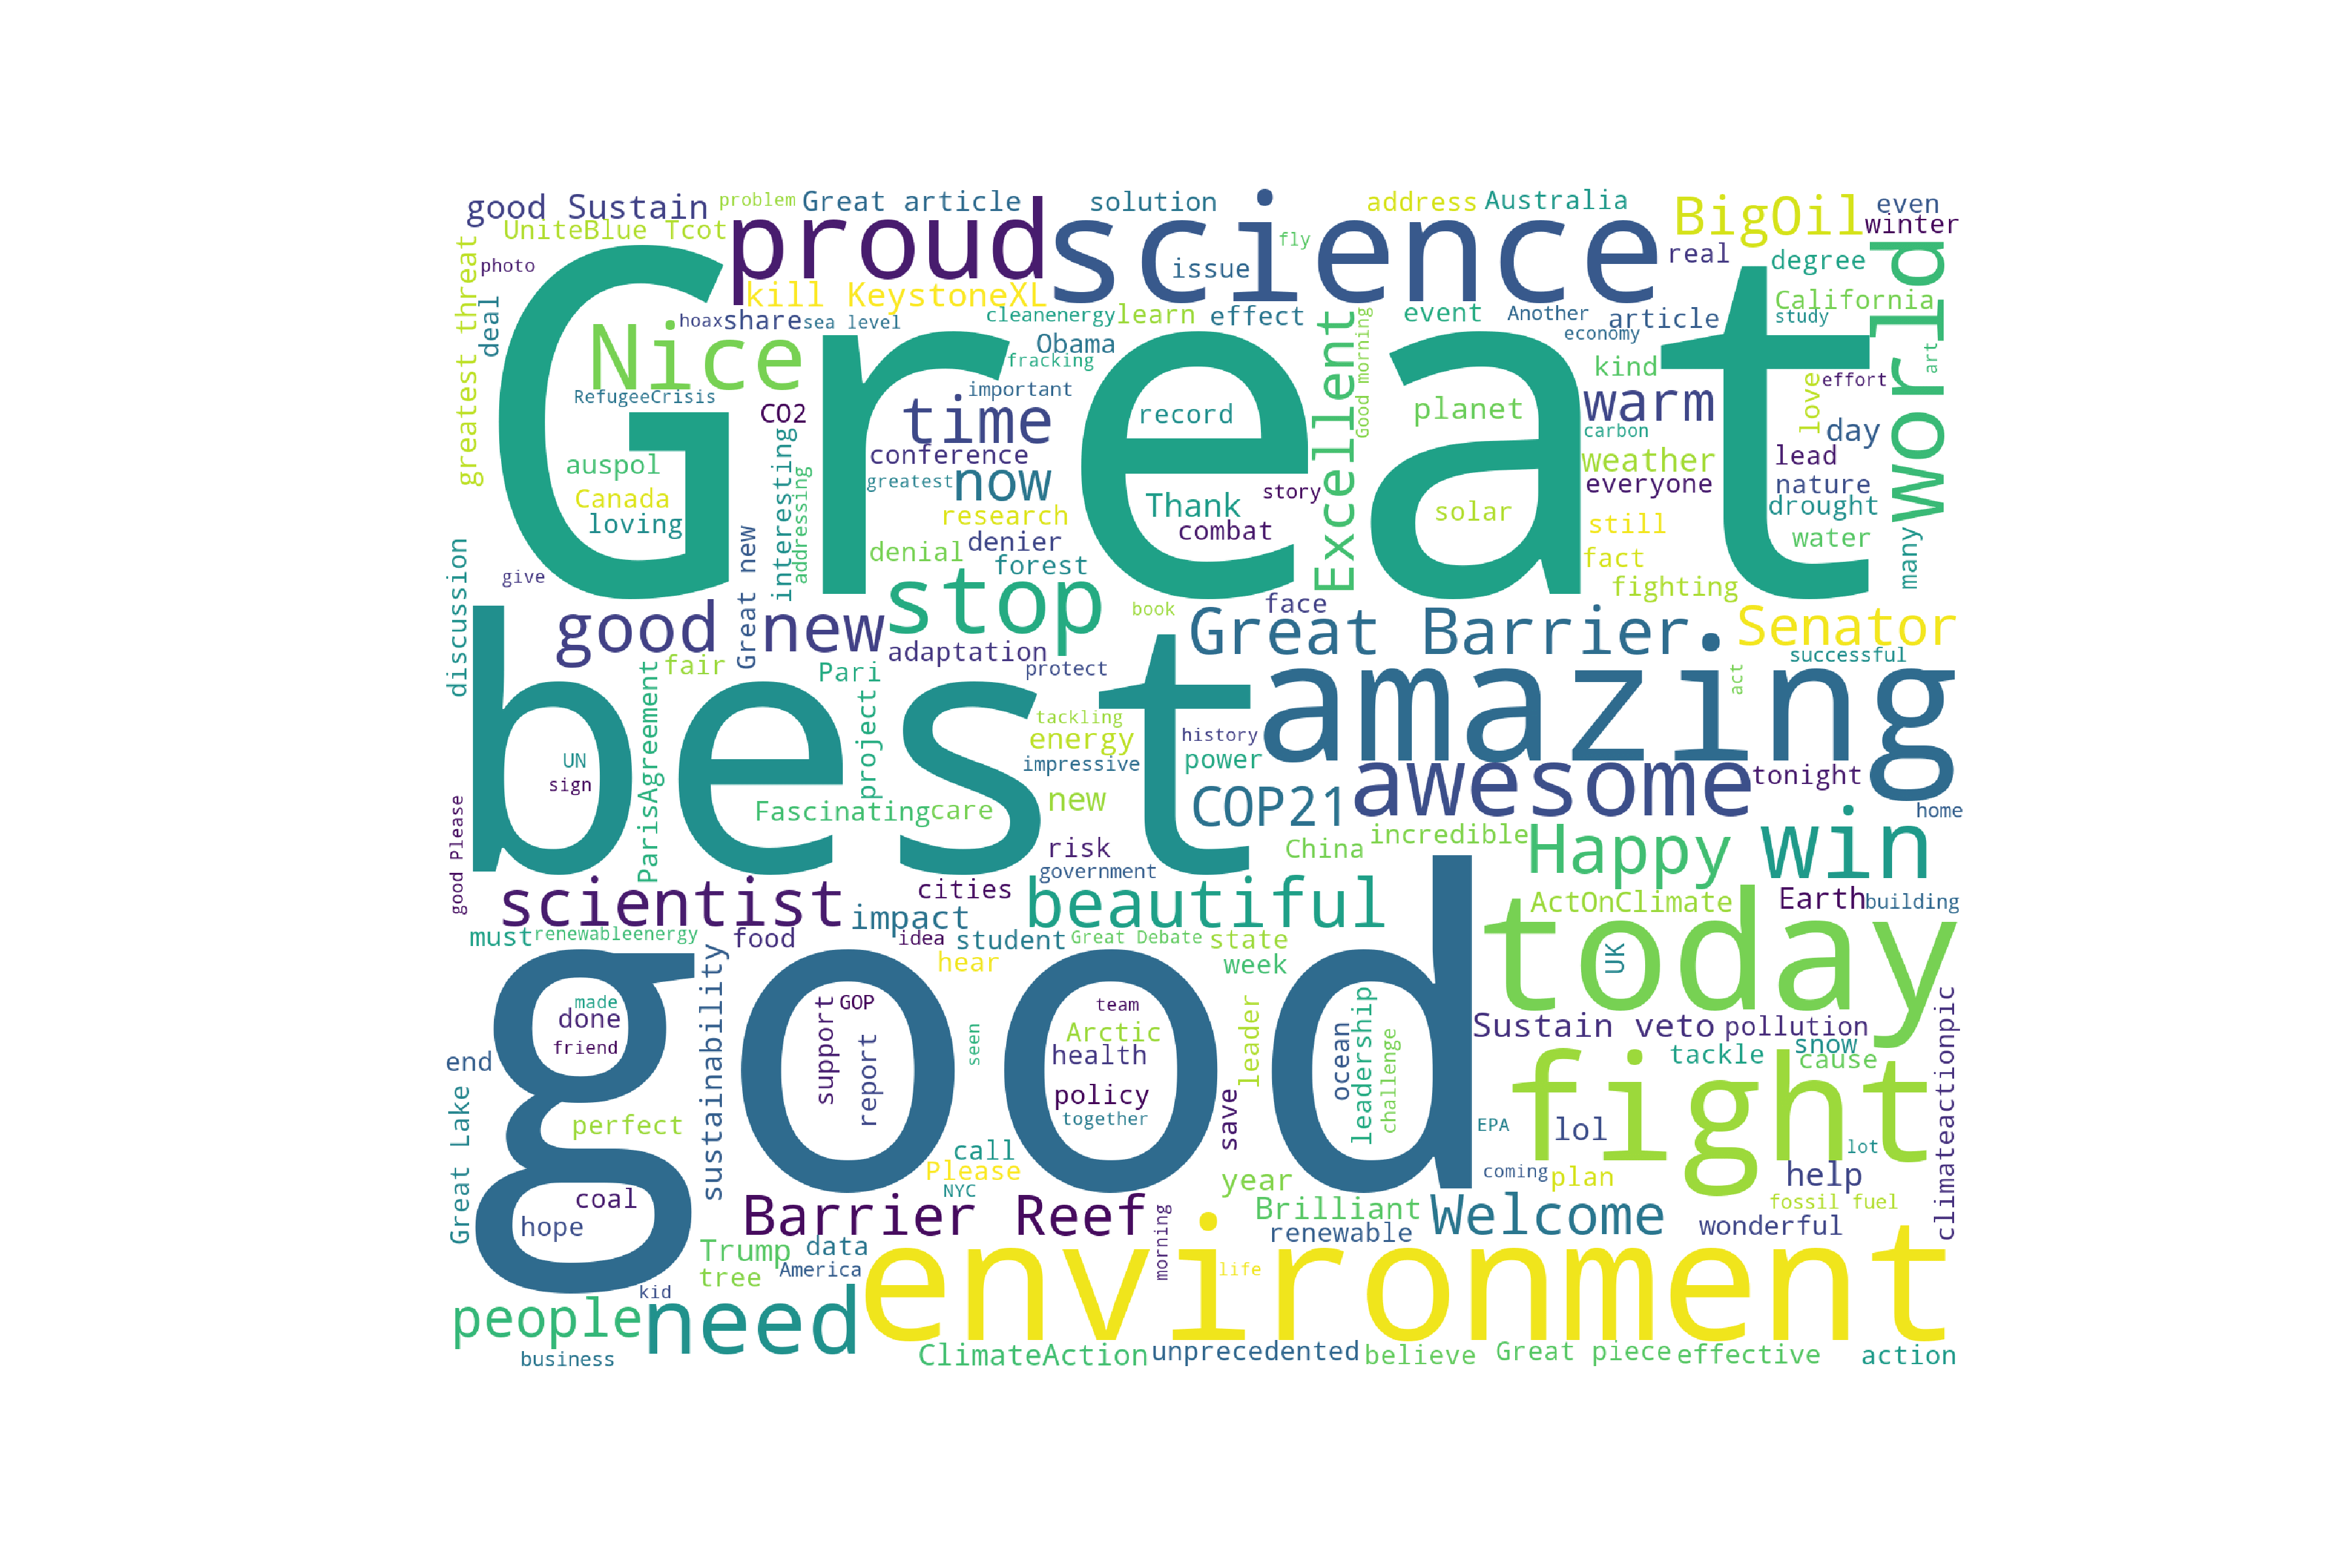 good Sustain
problem
Great article
solution
address
Australia
BigOil
even
winter
UniteBlue Tcot
proud
science
fly
real
world
degree
photo
greatest threat
deal
issue
kill KeystoneXL
California
Great
Nice
hoax
share
sea level
cleanenergy
learn
effect
event
Another
article
study
economy
Obama
fracking
Excellent
Good morning
kind
art
RefugeeCrisis
important
love
effort
CO2
time
record
planet
warm
carbon
day
auspol
interesting
conference
weather
lead
Canada
addressing
greatest
now
story
everyone
nature
loving
research
Thank
solar
still
drought
combat
denial
denier
fact
water
many
discussion
give
Great new
forest
fighting
good new
stop
book
face
Great Barrier
Senator
adaptation
protect
successful
best
fair
Pari
amazing
act
ParisAgreement
project
tackling
energy
history
UN
impressive
power
awesome
tonight
sign
Fascinating
care
new
COP21
home
good Please
incredible
Happy
win
risk
China
government
scientist
cities
beautiful
ActOnClimate
Earth
building
impact
must
renewableenergy
food
idea
student
Great Debate
state
today
hear
week
UK
sustainability
good
made
support
GOP
team
done
Arctic
leader
ocean
leadership
Sustain veto
pollution
climateactionpic
friend
report
seen
health
challenge
tackle
snow
end
cause
policy
fight
Great Lake
perfect
together
save
EPA
lol
lot
call
Please
year
coming
plan
help
coal
NYC
fossil fuel
hope
Barrier Reef
morning
Brilliant
Welcome
renewable
wonderful
Trump
data
tree
America
life
environment
kid
people
need
business
ClimateAction
unprecedented
believe
Great piece
effective
action